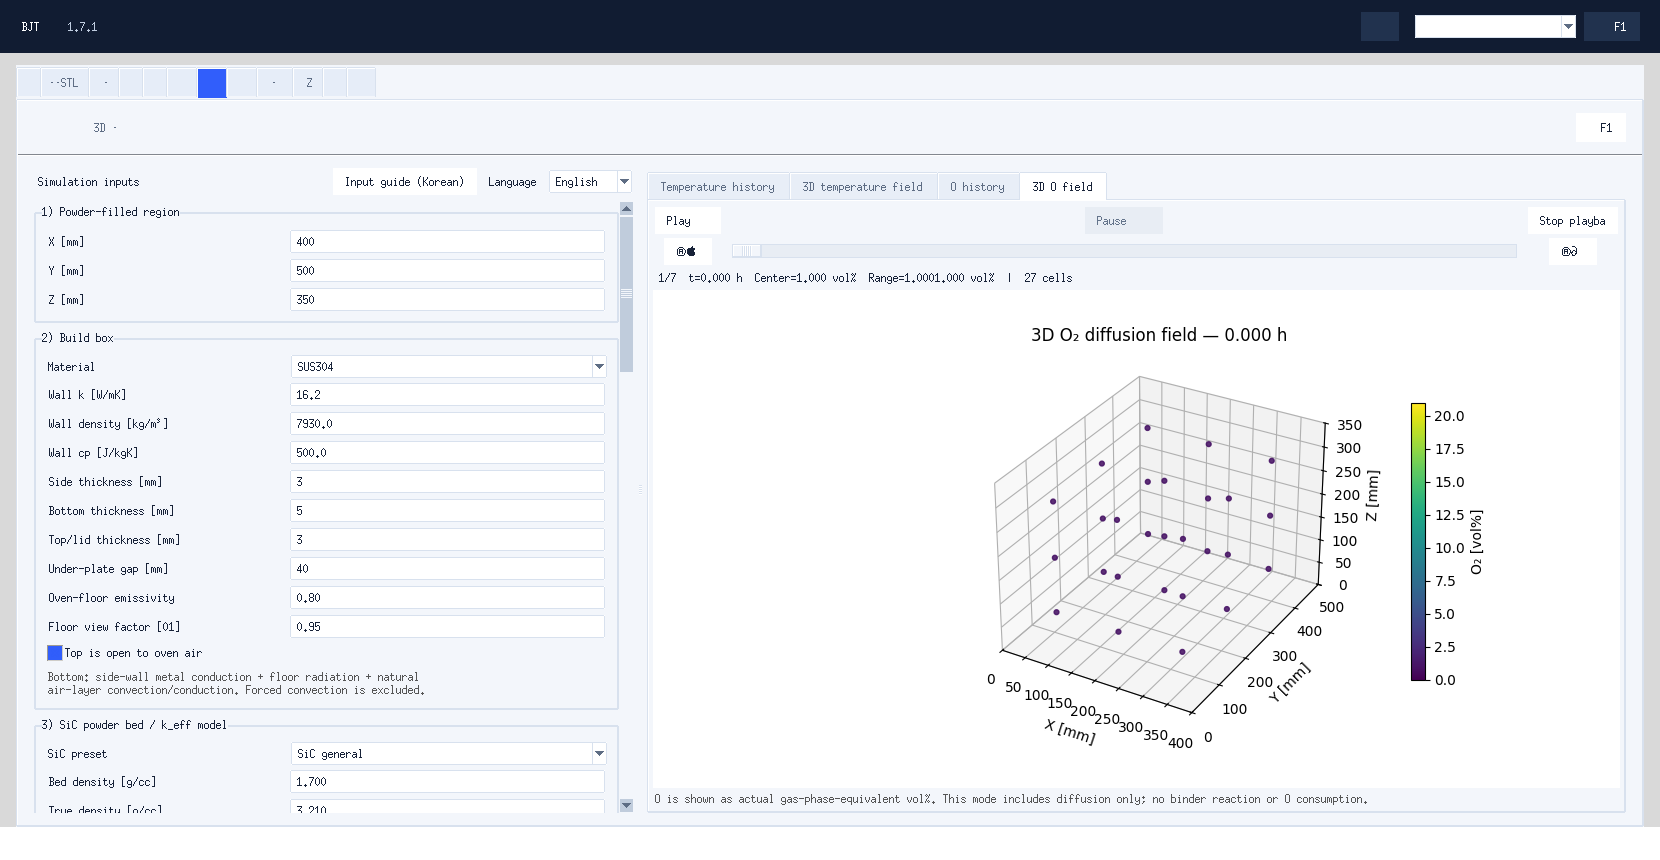 BJT 1.7.1
F1
--STL - - Z
3D -
F1
Simulation inputs
Input guide (Korean)
Language
English
1) Powder-filled region
X [mm] 400
Y [mm] 500
Z [mm] 350
2) Build box
Material SUS304
Wall k [W/mK] 16.2
Wall density [kg/m³] 7930.0
Wall cp [J/kgK] 500.0
Side thickness [mm] 3
Bottom thickness [mm] 5
Top/lid thickness [mm] 3
Under-plate gap [mm] 40
Oven-floor emissivity 0.80
Floor view factor [01] 0.95
Top is open to oven air
Bottom: side-wall metal conduction + floor radiation + natural
air-layer convection/conduction. Forced convection is excluded.
3) SiC powder bed / k_eff model
SiC preset SiC general
Bed density [g/cc] 1.700
True density [g/cc] 3.210
Temperature history
3D temperature field
O history
3D O field
Play
Pause
Stop playba
1/7 t=0.000 h Center=1.000 vol% Range=1.0001.000 vol% | 27 cells
3D O₂ diffusion field — 0.000 h
350
300
250
200
150
100
50
0
Z [mm]
500
400
300
200
100
0
Y [mm]
0
50
100
150
200
250
300
350
400
X [mm]
20.0
17.5
15.0
12.5
10.0
7.5
5.0
2.5
0.0
O₂ [vol%]
O is shown as actual gas-phase-equivalent vol%. This mode includes diffusion only; no binder reaction or O consumption.